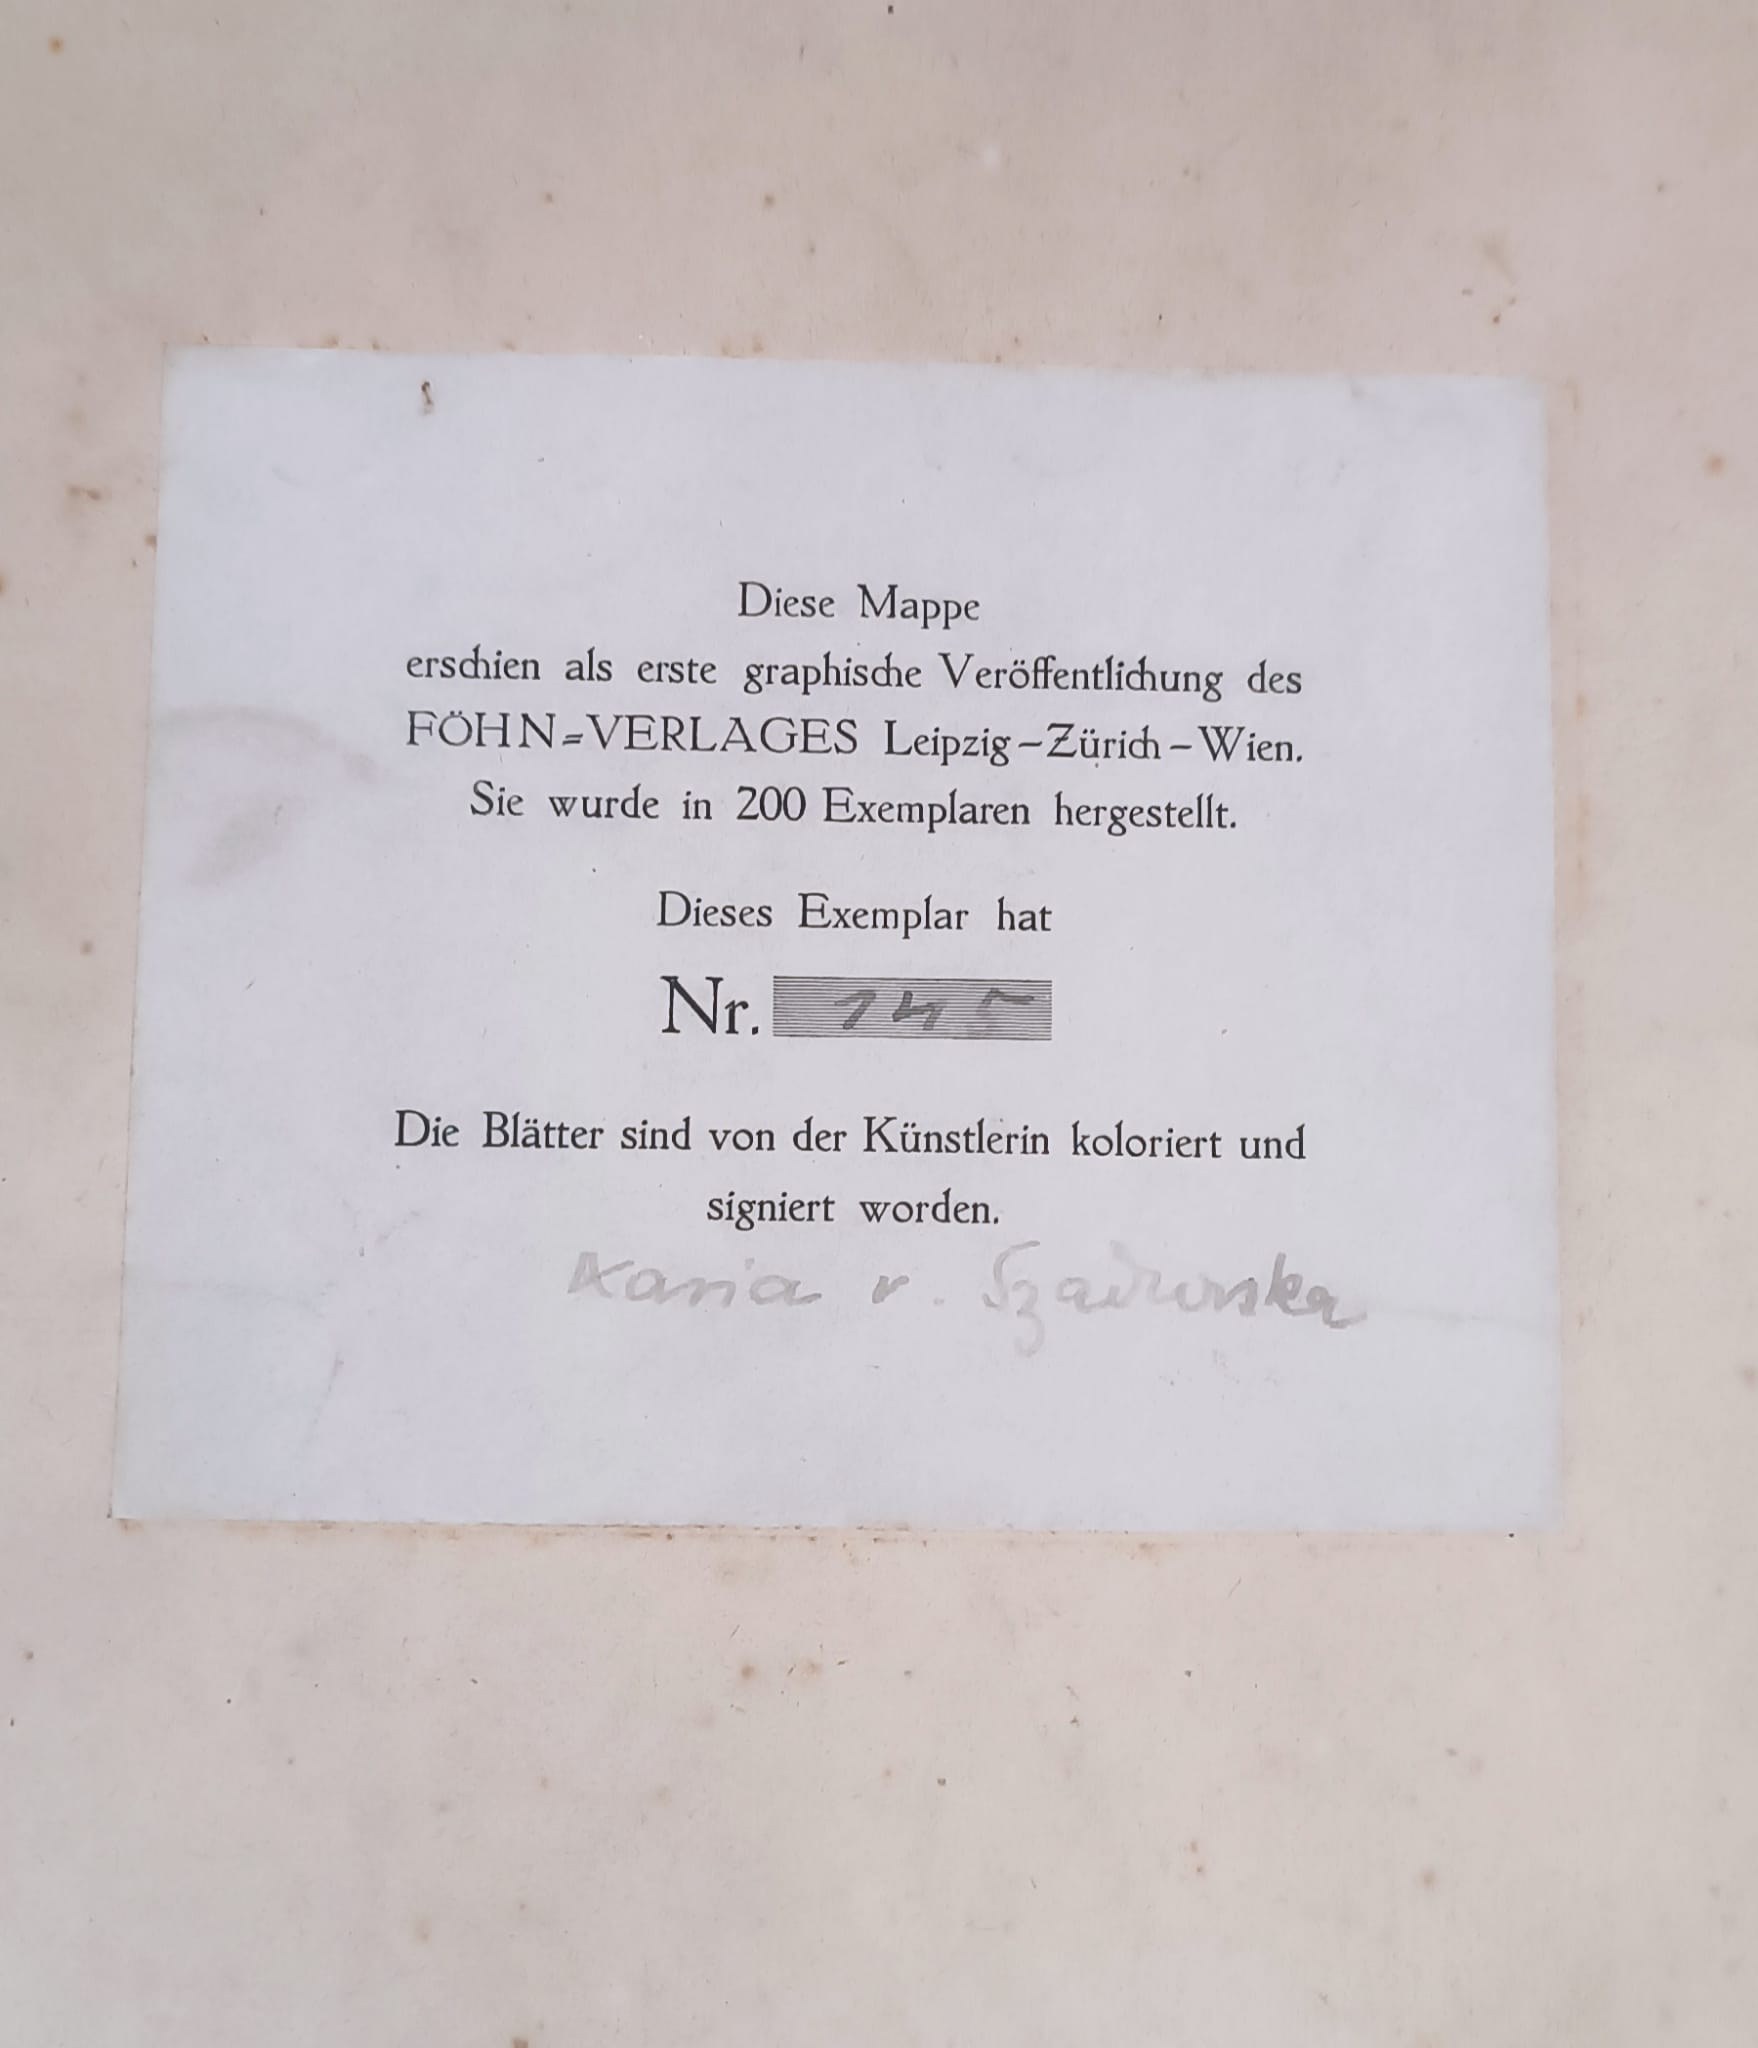 Diese Mappe
erschien als erste graphische Veröffentlichung des
FÖHN=VERLAGES Leipzig–Zürich–Wien.
Sie wurde in 200 Exemplaren hergestellt.
Dieses Exemplar hat
Nr. 145
Die Blätter sind von der Künstlerin koloriert und
signiert worden.
v.